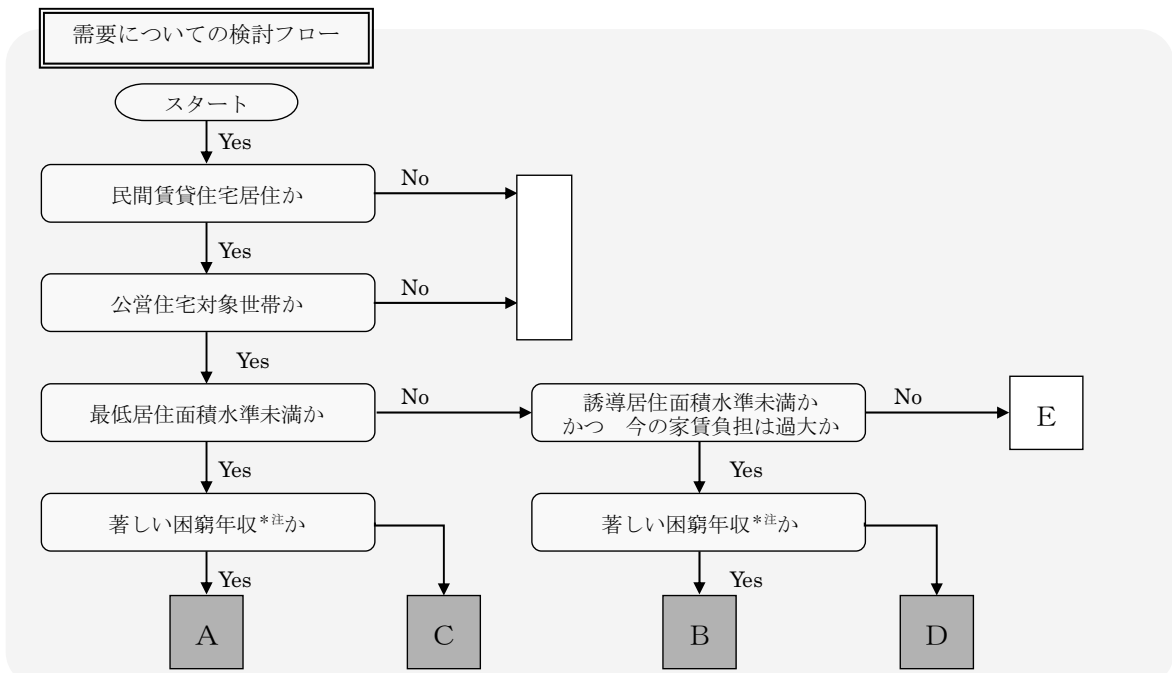 需要についての検討フロー
スタート
Yes
民間賃貸住宅居住か
No
Yes
公営住宅対象世帯か
No
Yes
最低居住面積水準未満か
No
誘導居住面積水準未満か
かつ　今の家賃負担は過大か
No
E
Yes
Yes
著しい困窮年収*注か
著しい困窮年収*注か
Yes
Yes
A
C
B
D